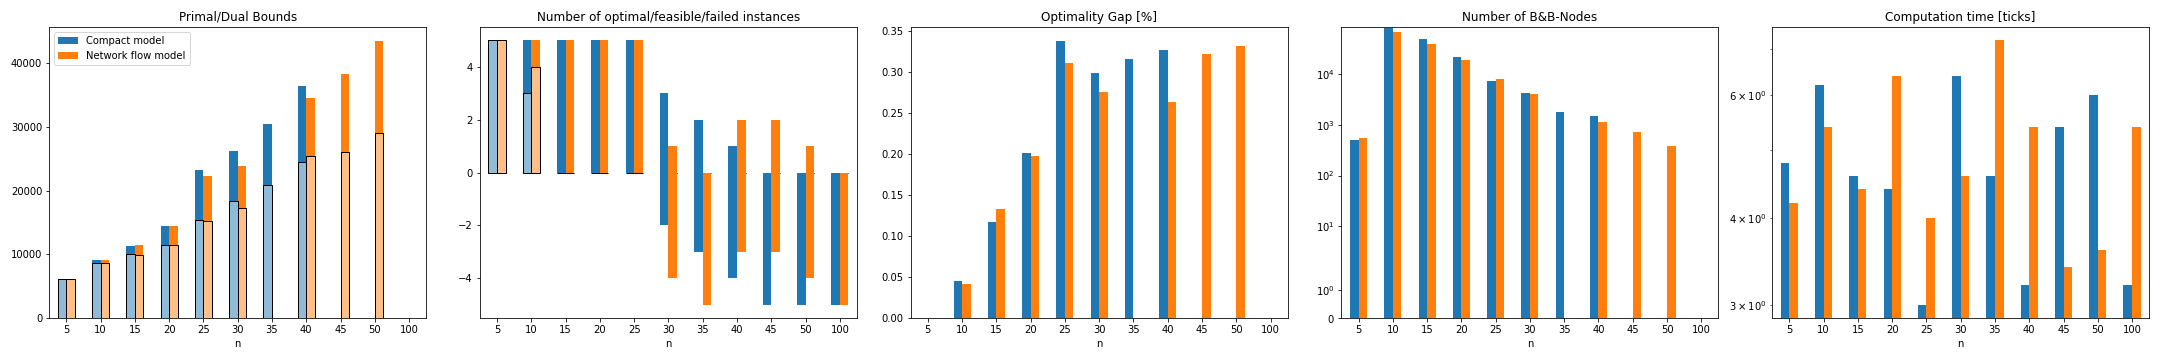 Primal/Dual Bounds
Compact model
Network flow model
40000
30000
20000
10000
0
5 10 15 20 25 30 35 40 45 50 100
n
Number of optimal/feasible/failed instances
4
2
0
−2
−4
5 10 15 20 25 30 35 40 45 50 100
n
Optimality Gap [%]
0.35
0.30
0.25
0.20
0.15
0.10
0.05
0.00
5 10 15 20 25 30 35 40 45 50 100
n
Number of B&B-Nodes
10⁴
10³
10²
10¹
10⁰
0
5 10 15 20 25 30 35 40 45 50 100
n
Computation time [ticks]
6 × 10⁰
4 × 10⁰
3 × 10⁰
5 10 15 20 25 30 35 40 45 50 100
n